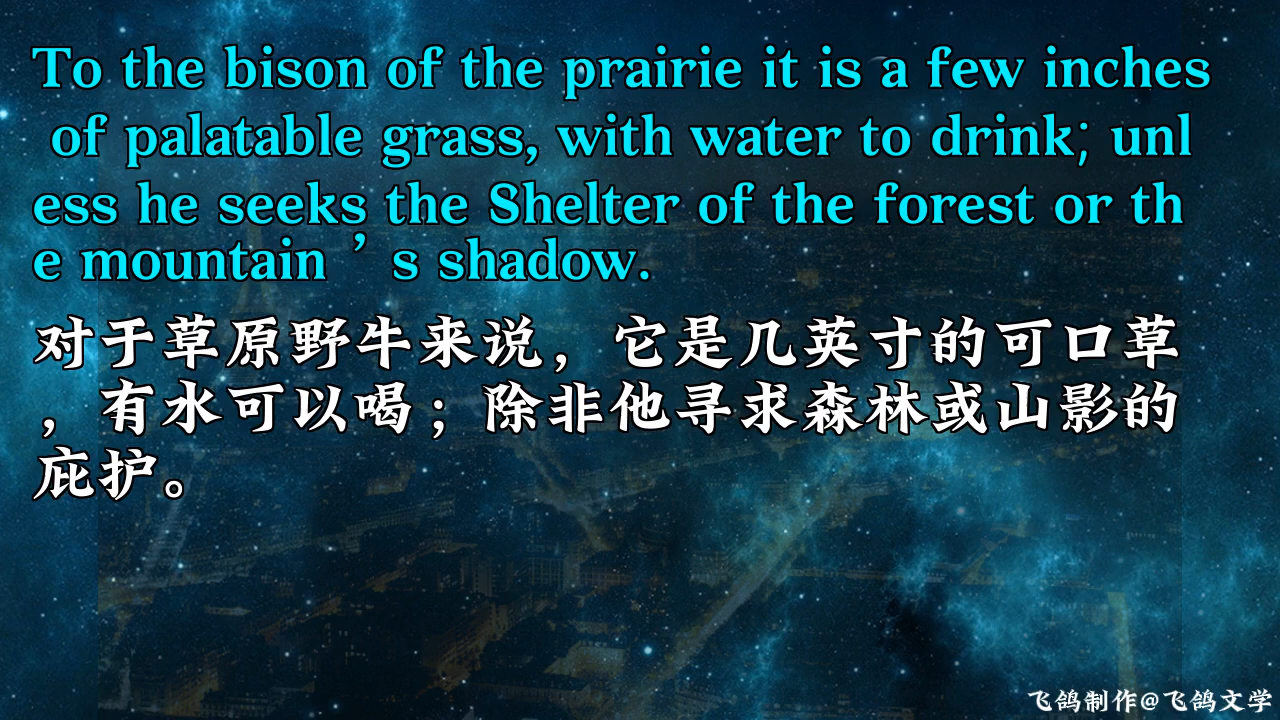 To the bison of the prairie it is a few inches
of palatable grass, with water to drink; unl
ess he seeks the Shelter of the forest or th
e mountain ’ s shadow.
对于草原野牛来说，它是几英寸的可口草
，有水可以喝；除非他寻求森林或山影的
庇护。
飞鸽制作@飞鸽文学